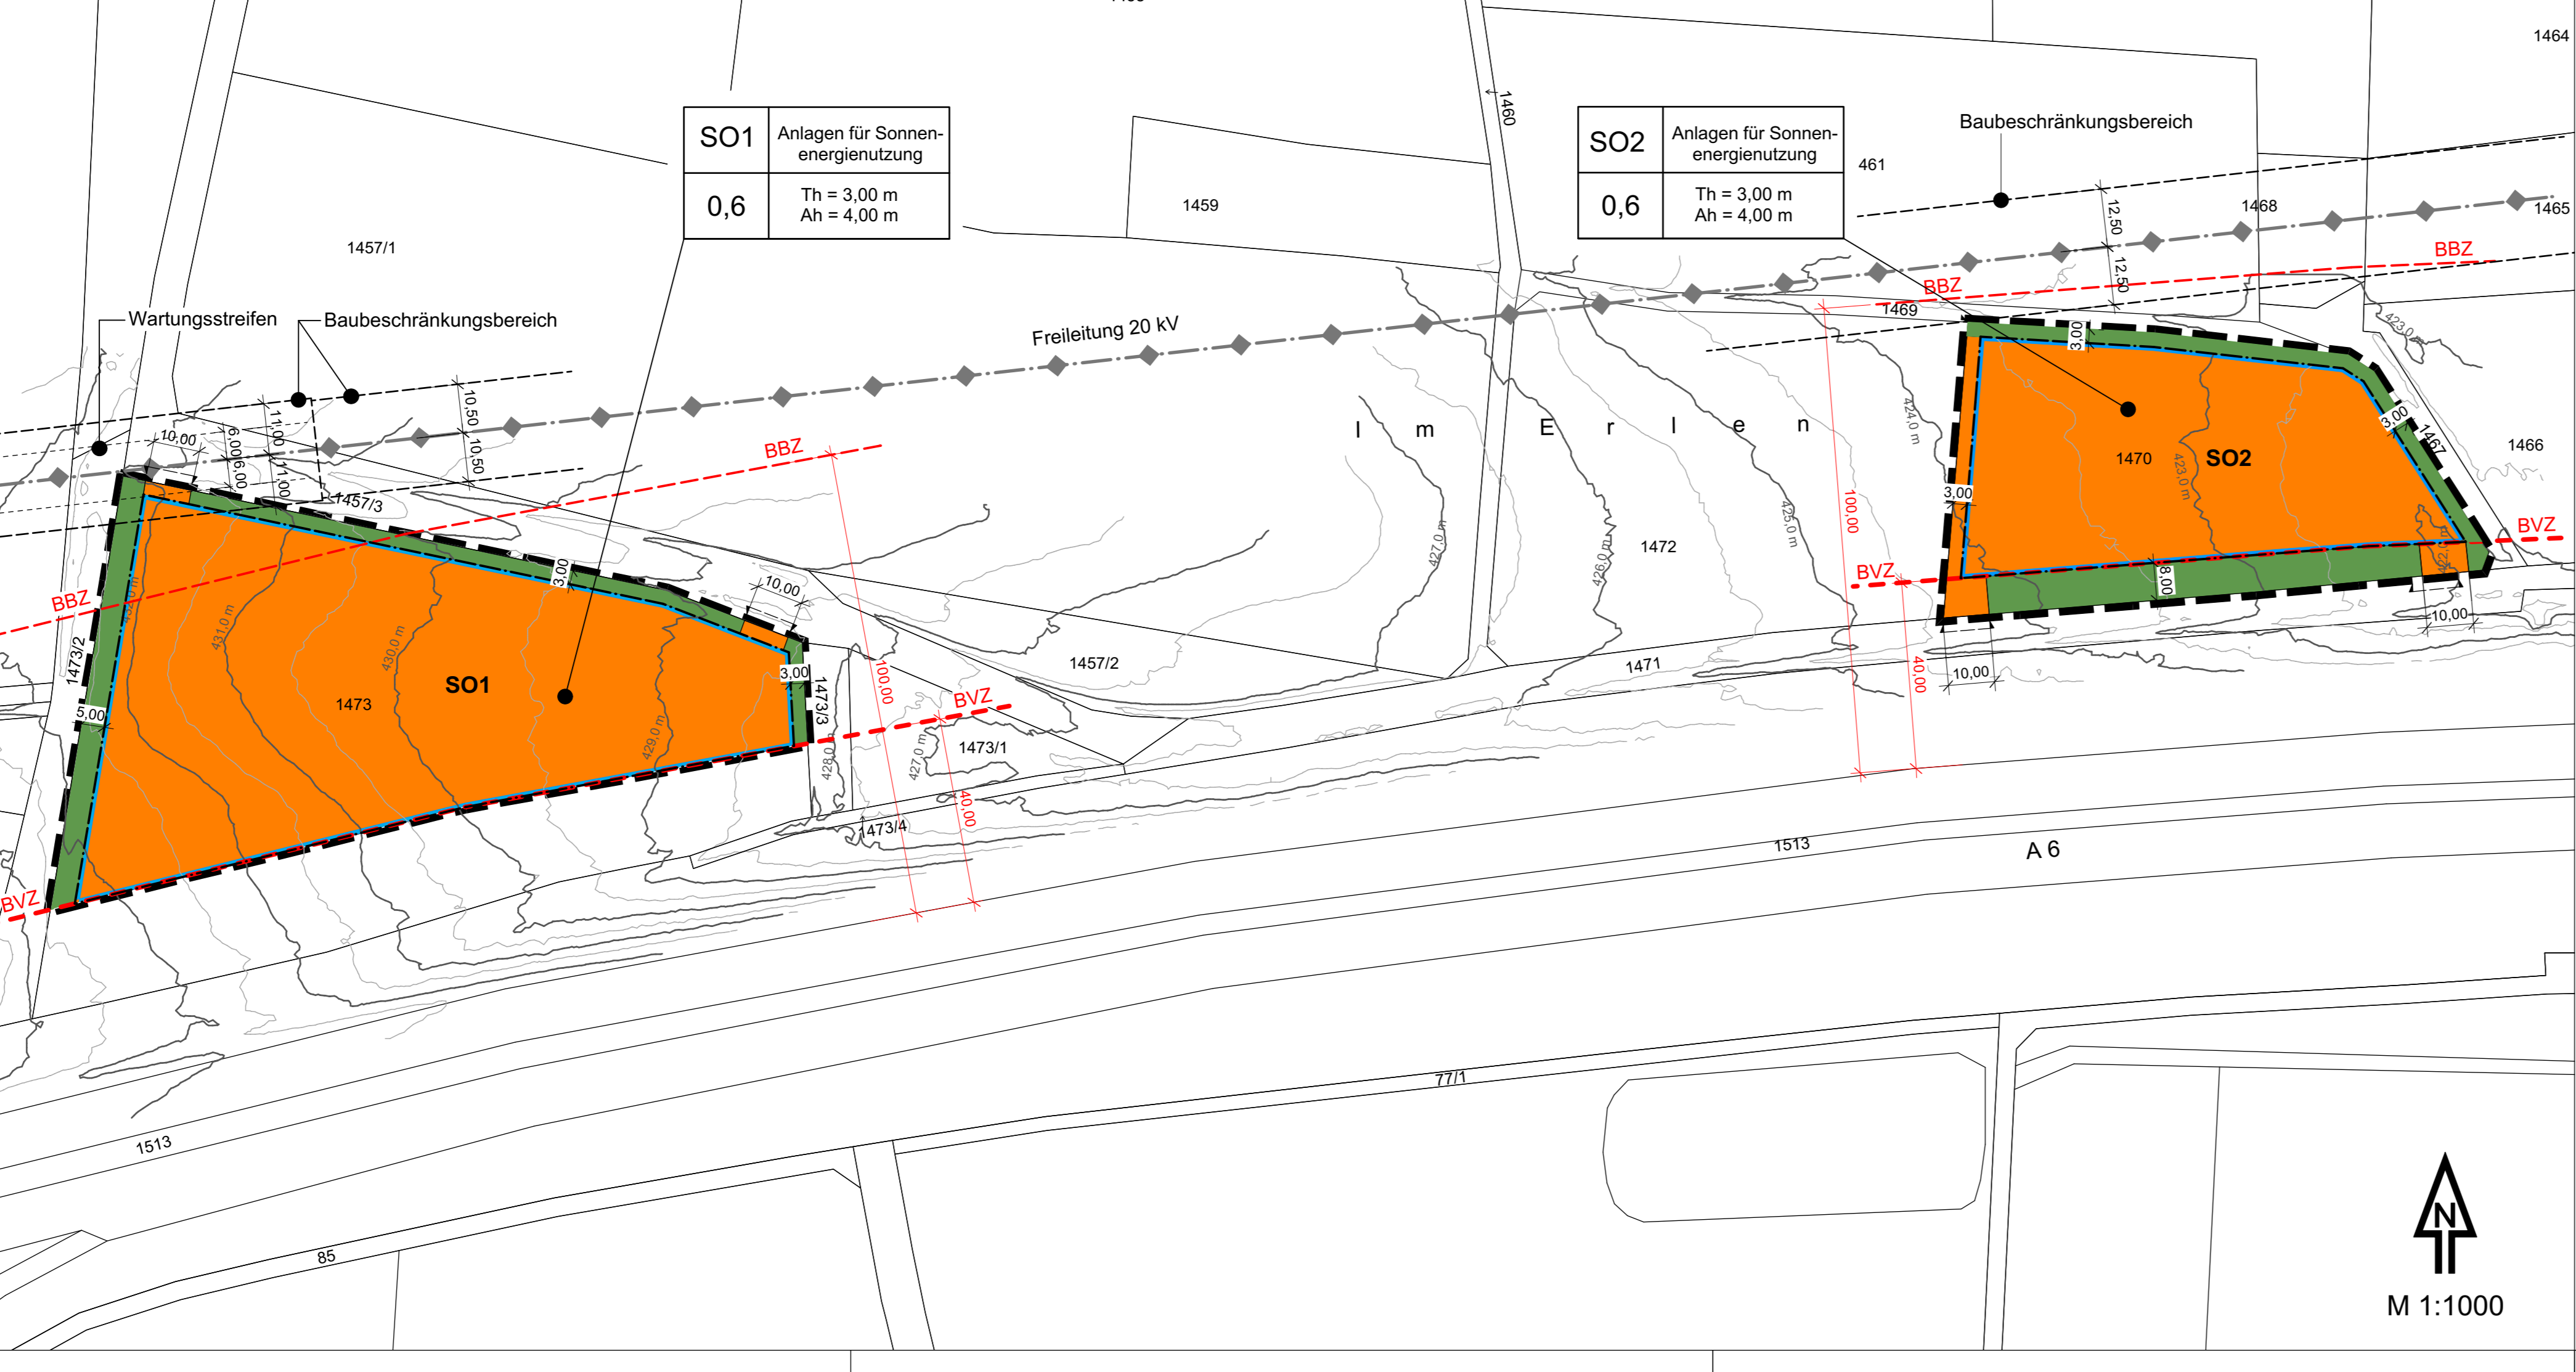 1464
SO1
Anlagen für Sonnen-
energienutzung
0,6
Th = 3,00 m
Ah = 4,00 m
1460
SO2
Anlagen für Sonnen-
energienutzung
0,6
Th = 3,00 m
Ah = 4,00 m
Baubeschränkungsbereich
461
1459
1468
1465
12,50
12,50
1457/1
BBZ
BBZ
1469
Wartungsstreifen
Baubeschränkungsbereich
Freileitung 20 kV
3,00
423,0
10,50
10,50
11,00
11,00
10,00
6,00
6,00
1457/3
BBZ
Im Erlen
424,0 m
3,00
1467
1466
1470
SO2
423,0 m
3,00
100,00
425,0 m
426,0 m
427,0 m
1472
BVZ
BVZ
8,00
10,00
10,00
40,00
1471
3,00
10,00
BBZ
432,0 m
431,0 m
430,0 m
429,0 m
1473/2
SO1
1473
5,00
3,00
1473/3
100,00
1457/2
BVZ
428,0 m
427,0 m
1473/1
40,00
1473/4
BVZ
1513
A 6
1513
77/1
85
N
M 1:1000